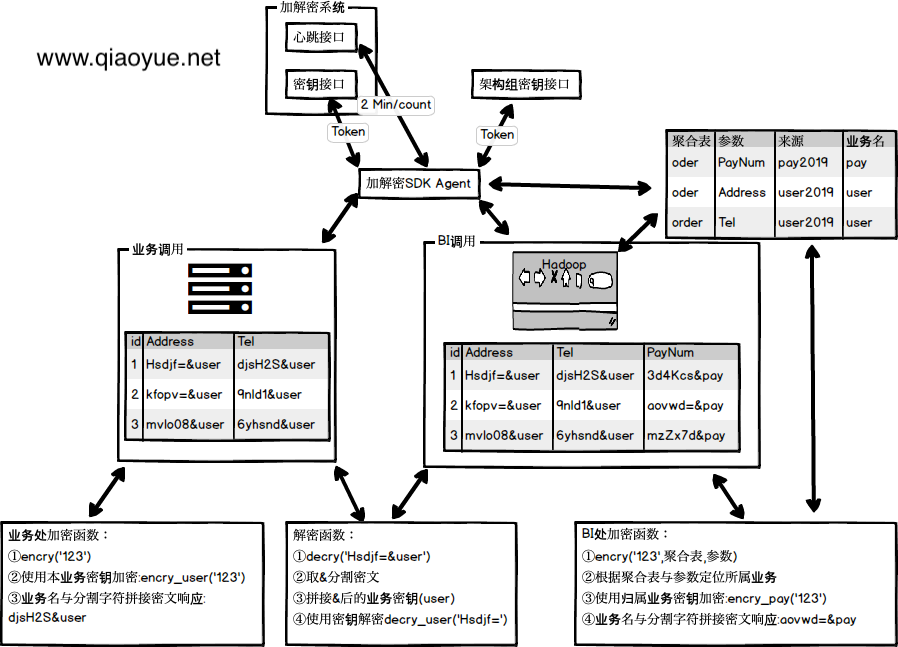 加解密系统
www.qiaoyue.net
心跳接口
密钥接口
架构组密钥接口
2 Min/count
Token
Token
加解密SDK Agent
聚合表 参数 来源 业务名
oder PayNum pay2019 pay
oder Address user2019 user
order Tel user2019 user
业务调用
id Address Tel
1 Hsdjf=&user djsH2S&user
2 kfopv=&user 9nld1&user
3 mvlo08&user 6yhsnd&user
BI调用
Hadoop
id Address Tel PayNum
1 Hsdjf=&user djsH2S&user 3d4Kcs&pay
2 kfopv=&user 9nld1&user aovwd=&pay
3 mvlo08&user 6yhsnd&user mzZx7d&pay
业务处加密函数：
①encry('123')
②使用本业务密钥加密:encry_user('123')
③业务名与分割字符拼接密文响应:
djsH2S&user
解密函数：
①decry('Hsdjf=&user')
②取&分割密文
③拼接&后的业务密钥(user)
④使用密钥解密decry_user('Hsdjf=')
BI处加密函数：
①encry('123',聚合表,参数)
②根据聚合表与参数定位所属业务
③使用归属业务密钥加密:encry_pay('123')
④业务名与分割字符拼接密文响应:aovwd=&pay